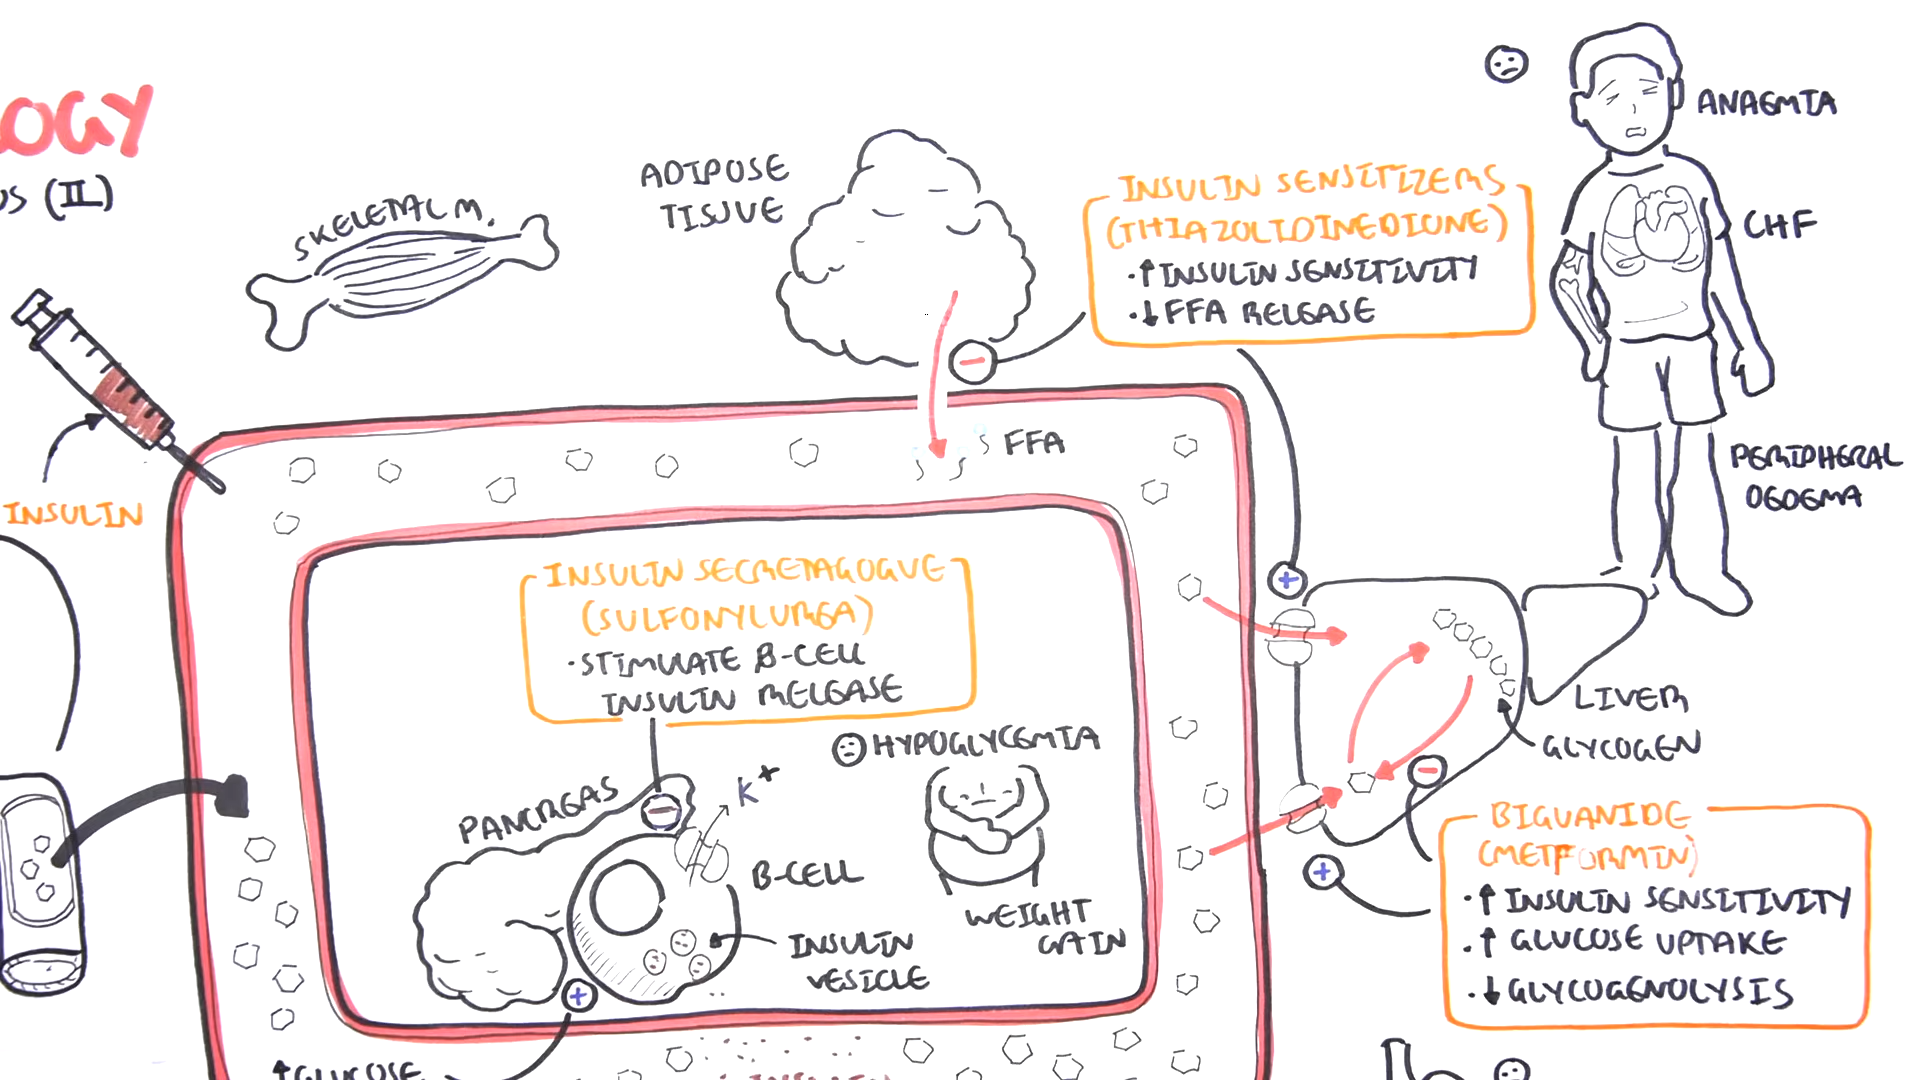 OGY
US (II)
SKELETAL M.
ADIPOSE
TISSUE
INSULIN SENSITIZERS
(THIAZOLIDINEDIONE)
• ↑ INSULIN SENSITIVITY
• ↓ FFA RELEASE
ANAEMIA
CHF
PERIPHERAL
OEDEMA
INSULIN
FFA
INSULIN SECRETAGOGUE
(SULFONYLUREA)
• STIMULATE B-CELL
INSULIN RELEASE
HYPOGLYCEMIA
K+
PANCREAS
B-CELL
WEIGHT
GAIN
INSULIN
VESICLE
LIVER
GLYCOGEN
BIGUANIDE
(METFORMIN)
• ↑ INSULIN SENSITIVITY
• ↑ GLUCOSE UPTAKE
• ↓ GLYCOGENOLYSIS
↑ GLUCOSE